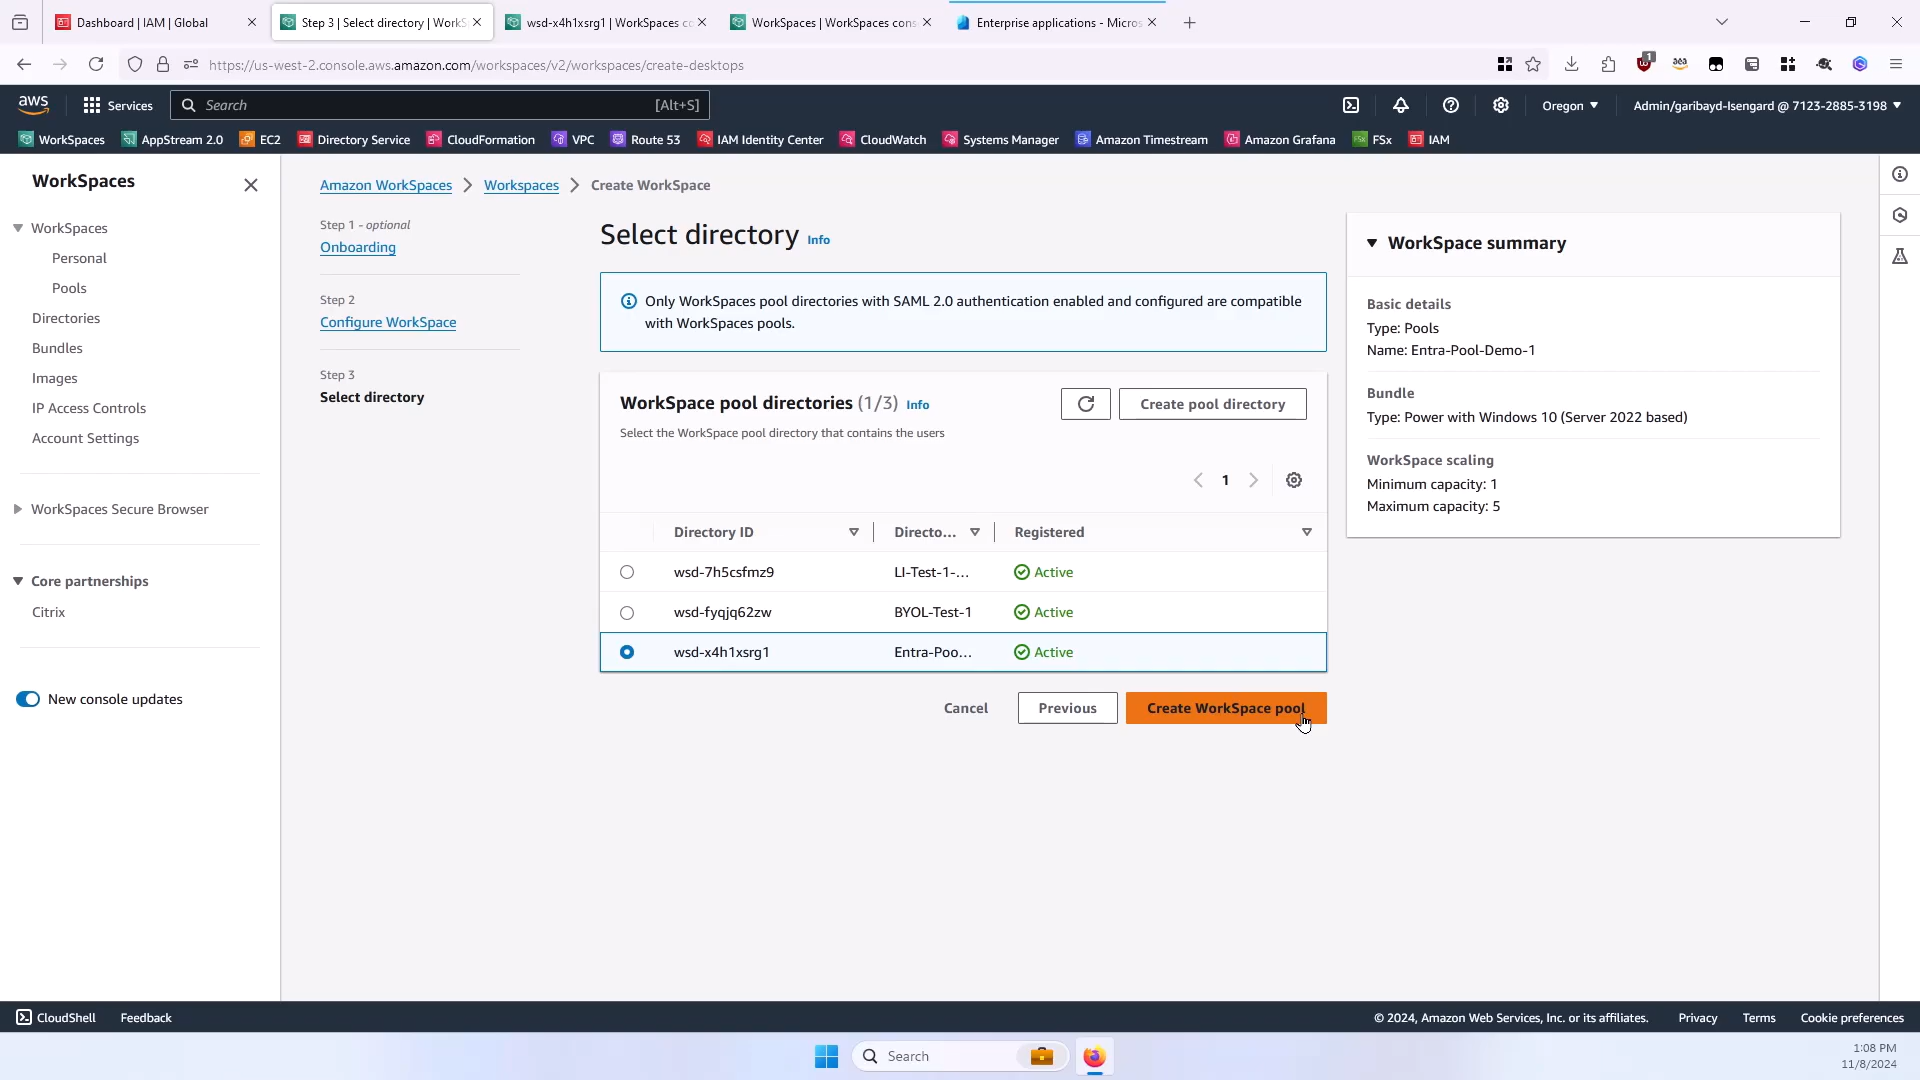 Dashboard | IAM | Global
Step 3 | Select directory | WorkS
wsd-x4h1xsrg1 | WorkSpaces co
WorkSpaces | WorkSpaces cons
Enterprise applications - Micros
https://us-west-2.console.aws.amazon.com/workspaces/v2/workspaces/create-desktops
1
aws
Services
Search
[Alt+S]
Oregon
Admin/garibayd-Isengard @ 7123-2885-3198
WorkSpaces
AppStream 2.0
EC2
Directory Service
CloudFormation
VPC
Route 53
IAM Identity Center
CloudWatch
Systems Manager
Amazon Timestream
Amazon Grafana
FSx
IAM
WorkSpaces
WorkSpaces
Personal
Pools
Directories
Bundles
Images
IP Access Controls
Account Settings
WorkSpaces Secure Browser
Core partnerships
Citrix
New console updates
Amazon WorkSpaces
Workspaces
Create WorkSpace
Step 1 - optional
Onboarding
Step 2
Configure WorkSpace
Step 3
Select directory
Select directory Info
Only WorkSpaces pool directories with SAML 2.0 authentication enabled and configured are compatible
with WorkSpaces pools.
WorkSpace pool directories (1/3) Info
Select the WorkSpace pool directory that contains the users
Create pool directory
1
Directory ID Directo... Registered
wsd-7h5csfmz9 LI-Test-1-... Active
wsd-fyqjq62zw BYOL-Test-1 Active
wsd-x4h1xsrg1 Entra-Poo... Active
Cancel
Previous
Create WorkSpace pool
WorkSpace summary
Basic details
Type: Pools
Name: Entra-Pool-Demo-1
Bundle
Type: Power with Windows 10 (Server 2022 based)
WorkSpace scaling
Minimum capacity: 1
Maximum capacity: 5
CloudShell
Feedback
© 2024, Amazon Web Services, Inc. or its affiliates.
Privacy
Terms
Cookie preferences
Search
1:08 PM
11/8/2024